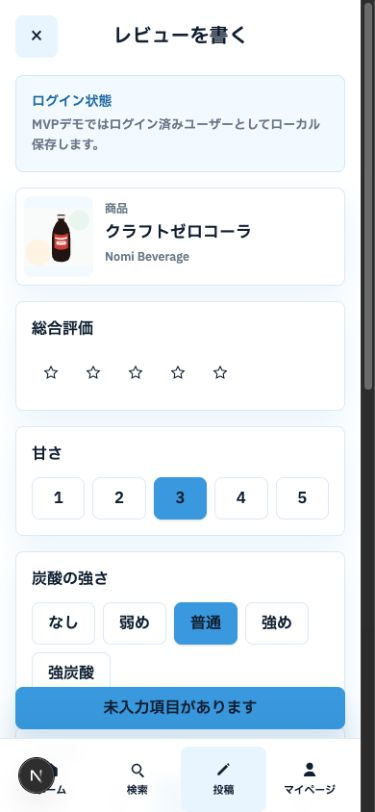 ×
レビューを書く
ログイン状態
MVPデモではログイン済みユーザーとしてローカル
保存します。
商品
クラフトゼロコーラ
Nomi Beverage
総合評価
甘さ
1 2 3 4 5
炭酸の強さ
なし 弱め 普通 強め
強炭酸
未入力項目があります
N
ーム 検索 投稿 マイページ